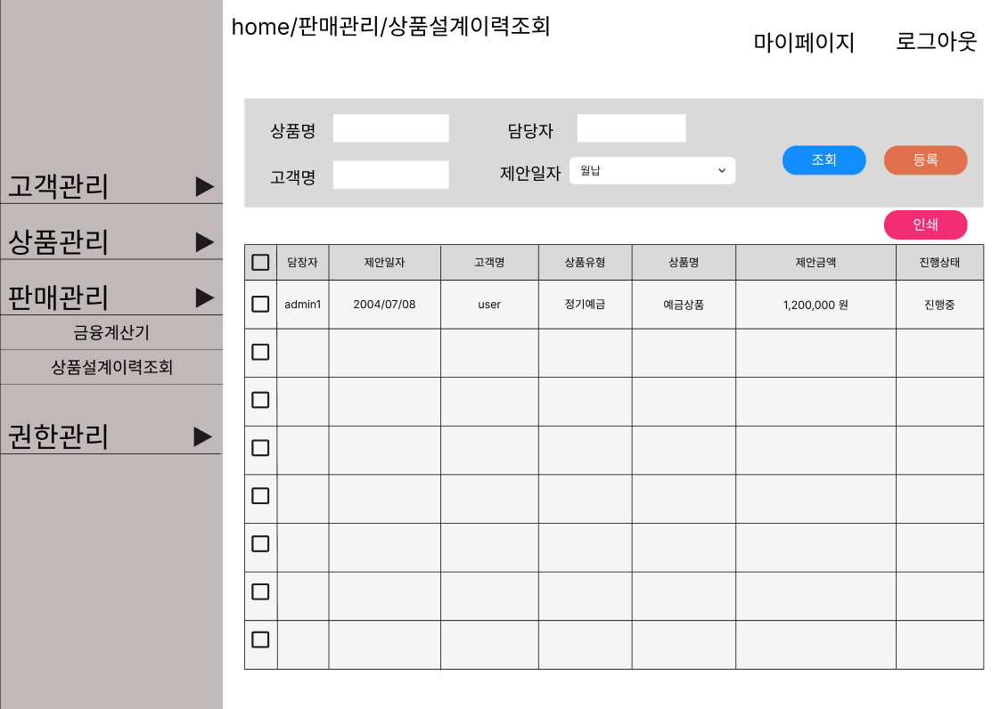 home/판매관리/상품설계이력조회
마이페이지 로그아웃
고객관리
상품관리
판매관리
금융계산기
상품설계이력조회
권한관리
상품명 담당자
고객명 제안일자 월납
조회 등록
인쇄
담장자 제안일자 고객명 상품유형 상품명 제안금액 진행상태
admin1 2004/07/08 user 정기예금 예금상품 1,200,000 원 진행중